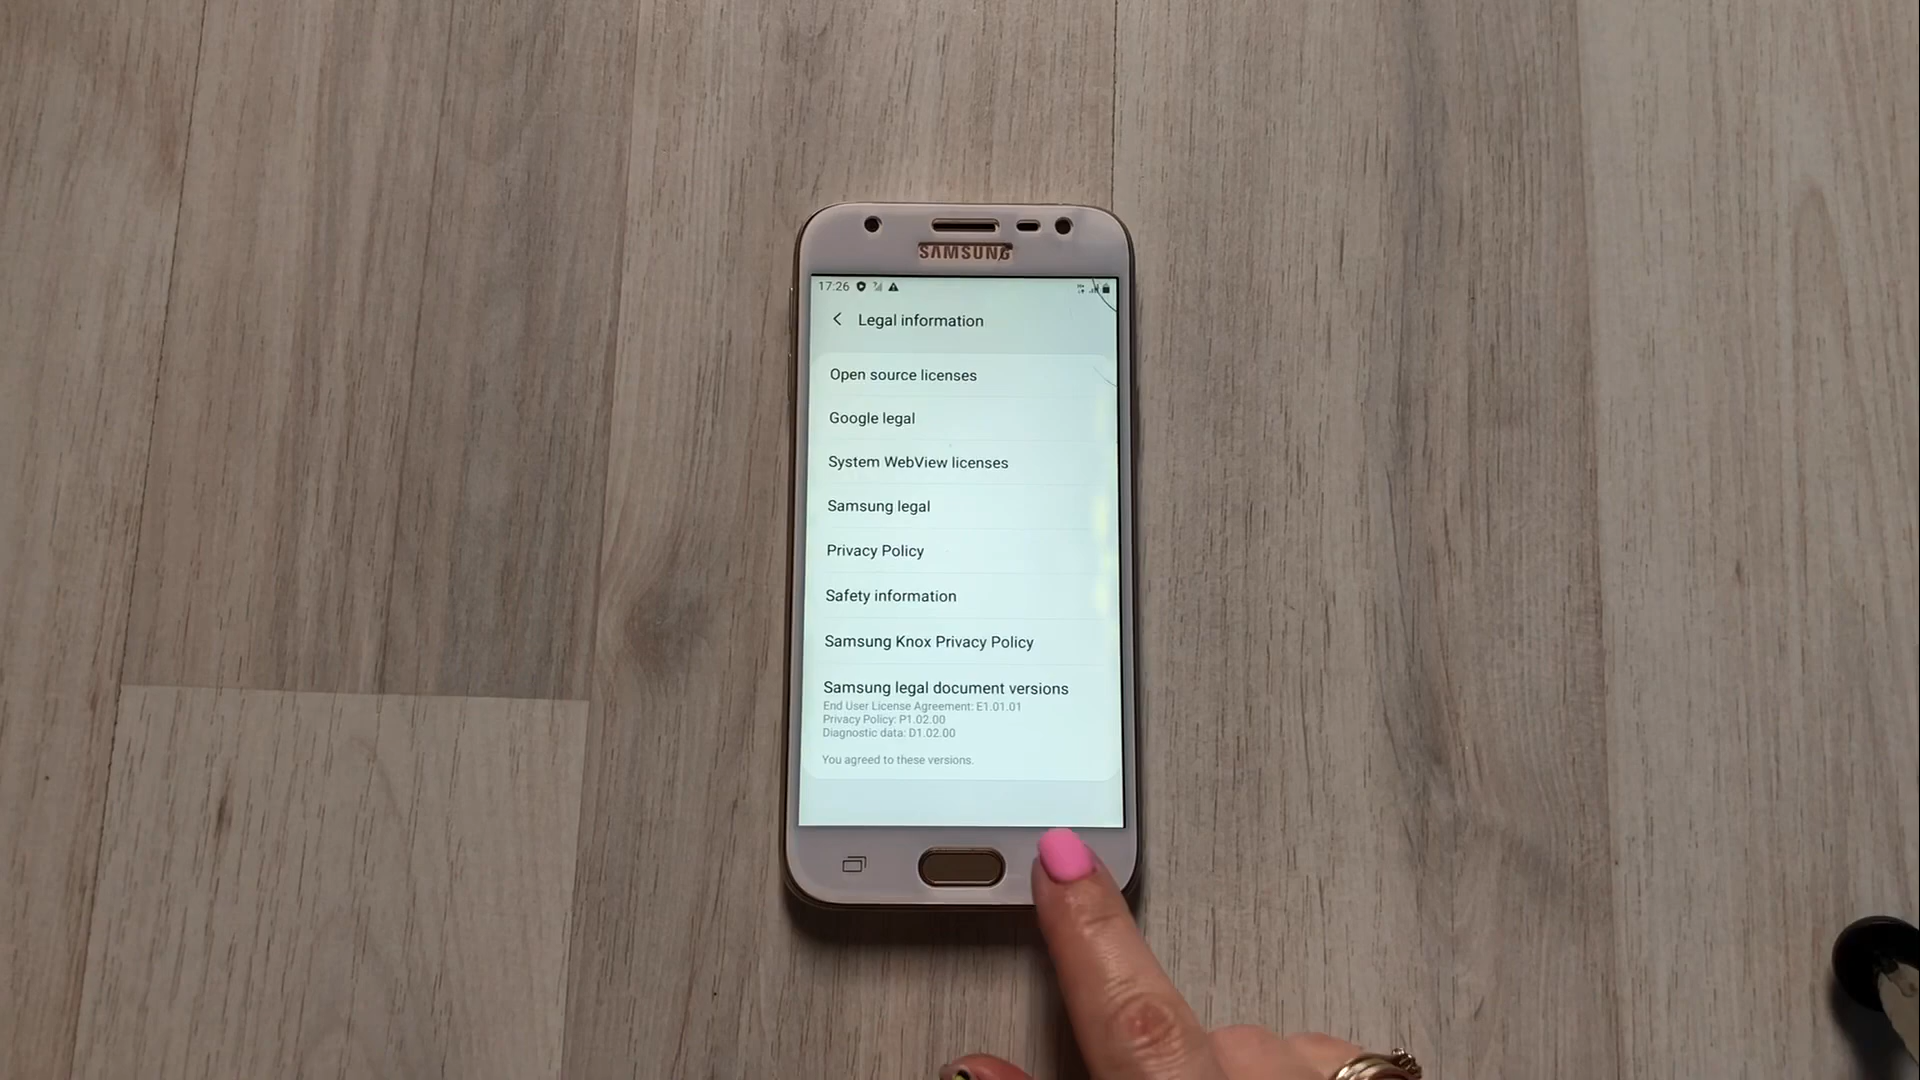 SAMSUNG
17:26
Legal information
Open source licenses
Google legal
System WebView licenses
Samsung legal
Privacy Policy
Safety information
Samsung Knox Privacy Policy
Samsung legal document versions
End User License Agreement: E1.01.01
Privacy Policy: P1.02.00
Diagnostic data: D1.02.00
You agreed to these versions.